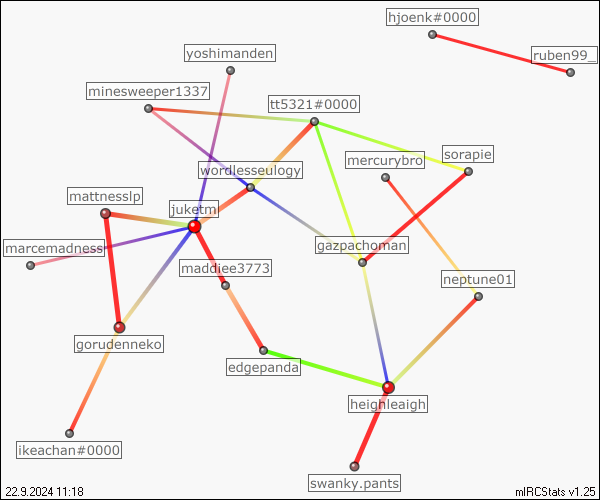 hjoenk#0000
ruben99_
yoshimanden
minesweeper1337
tt5321#0000
wordlesseulogy
mercurybro
sorapie
mattnesslp
juketm
marcemadness
maddiee3773
gazpachoman
neptune01
gorudenneko
edgepanda
heighleaigh
ikeachan#0000
swanky.pants
22.9.2024 11:18
mIRCStats v1.25